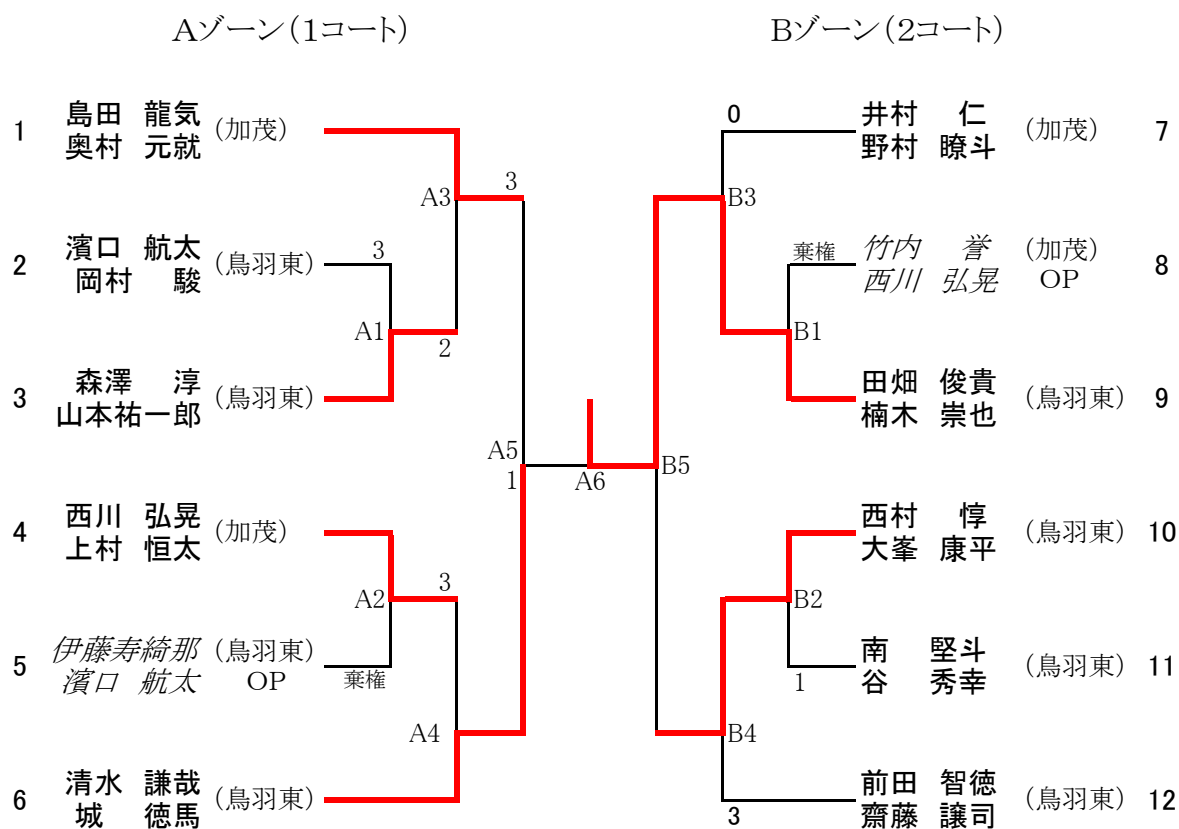 Aゾーン(1コート)
Bゾーン(2コート)
1
島田 龍気
奥村 元就
(加茂)
2
濱口 航太
岡村 駿
(鳥羽東)
3
森澤 淳
山本祐一郎
(鳥羽東)
4
西川 弘晃
上村 恒太
(加茂)
5
伊藤寿綺那
濱口 航太
(鳥羽東)
OP
棄権
6
清水 謙哉
城 徳馬
(鳥羽東)
A3
3
3
A1
2
A5
1
A2
3
A4
A6
0
B3
棄権
B1
B5
B2
1
B4
3
井村 仁
野村 瞭斗
(加茂)
7
竹内 誉
西川 弘晃
(加茂)
OP
8
田畑 俊貴
楠木 崇也
(鳥羽東)
9
西村 惇
大峯 康平
(鳥羽東)
10
南 堅斗
谷 秀幸
(鳥羽東)
11
前田 智徳
齋藤 譲司
(鳥羽東)
12